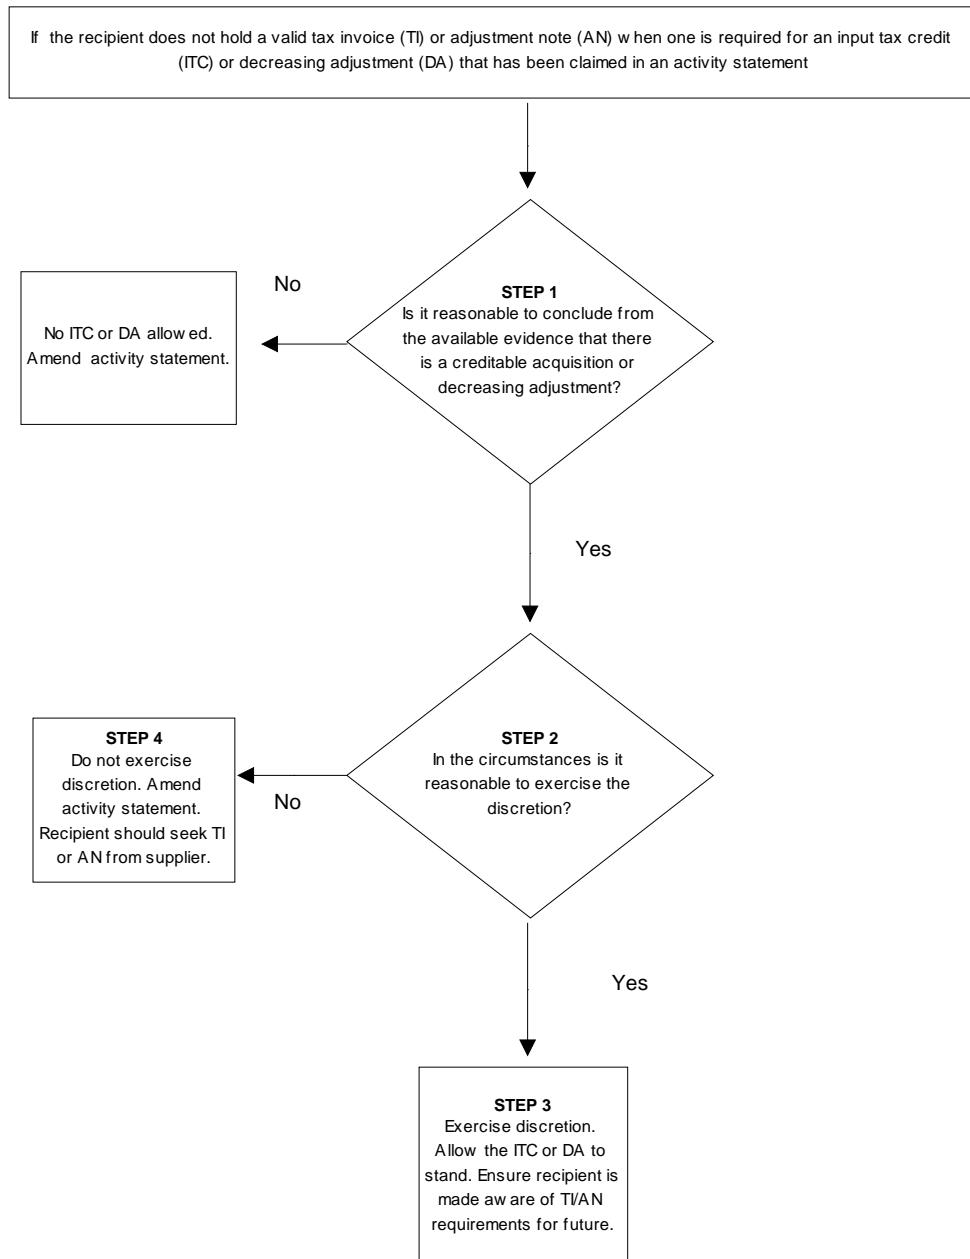 If the recipient does not hold a valid tax invoice (TI) or adjustment note (AN) when one is required for an input tax credit
(ITC) or decreasing adjustment (DA) that has been claimed in an activity statement
No
STEP 1
Is it reasonable to conclude from
the available evidence that there
is a creditable acquisition or
decreasing adjustment?
No ITC or DA allowed.
Amend activity statement.
Yes
STEP 2
In the circumstances is it
reasonable to exercise the
discretion?
No
STEP 4
Do not exercise
discretion. Amend
activity statement.
Recipient should seek TI
or AN from supplier.
Yes
STEP 3
Exercise discretion.
Allow the ITC or DA to
stand. Ensure recipient is
made aware of TI/AN
requirements for future.